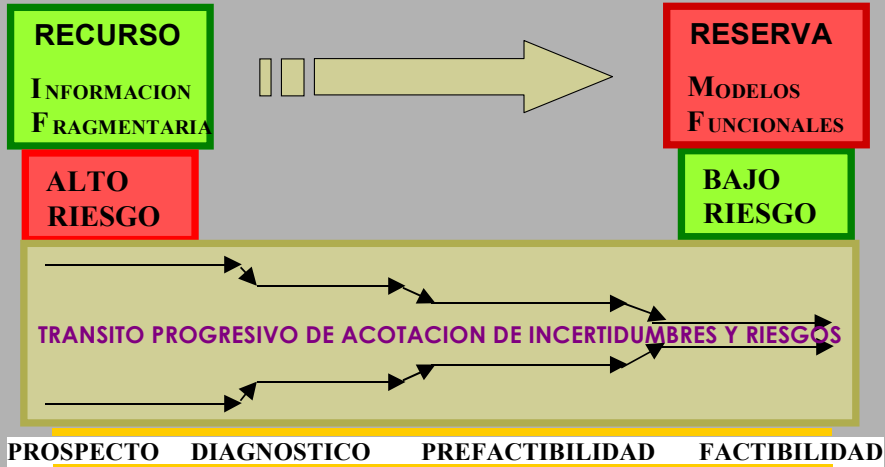 RECURSO
INFORMACION
FRAGMENTARIA
RESERVA
MODELOS
FUNCIONALES
ALTO
RIESGO
BAJO
RIESGO
TRANSITO PROGRESIVO DE ACOTACION DE INCERTIDUMBRES Y RIESGOS
PROSPECTO DIAGNOSTICO PREFACTIBILIDAD FACTIBILIDAD